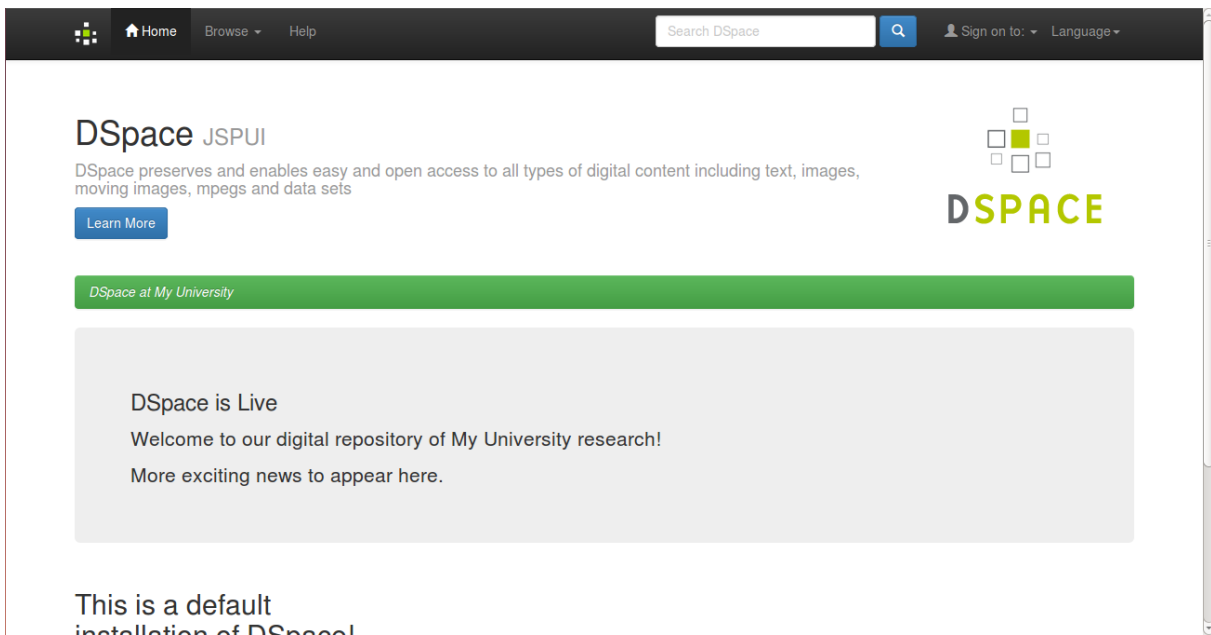 Home Browse Help Search DSpace Sign on to: Language
DSpace JSPUI
DSpace preserves and enables easy and open access to all types of digital content including text, images,
moving images, mpegs and data sets
Learn More
DSPACE
DSpace at My University
DSpace is Live
Welcome to our digital repository of My University research!
More exciting news to appear here.
This is a default
installation of DSpace!